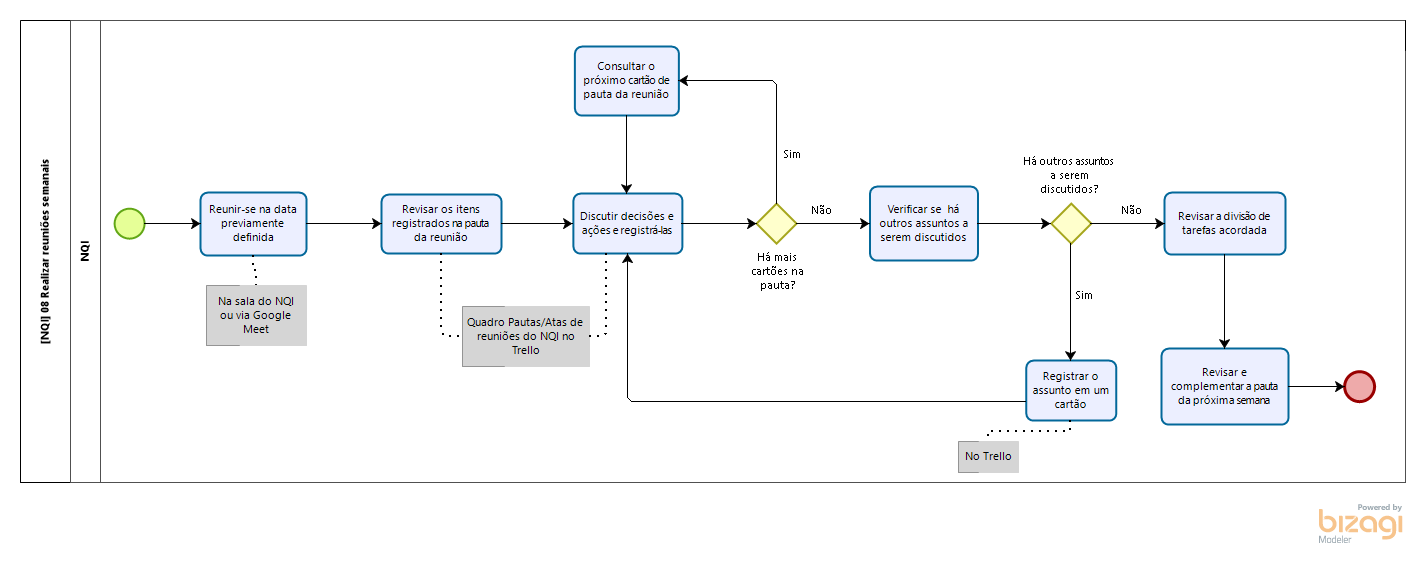 [NQI] 08 Realizar reuniões semanais
NQI
Reunir-se na data
previamente
definida
Na sala do NQI
ou via Google
Meet
Revisar os itens
registrados na pauta
da reunião
Quadro Pautas/Atas de
reuniões do NQI no
Trello
Consultar o
próximo cartão de
pauta da reunião
Discutir decisões e
ações e registrá-las
Sim
Há mais
cartões na
pauta?
Não
Verificar se há
outros assuntos a
serem discutidos
Há outros assuntos
a serem
discutidos?
Não
Sim
Registrar o
assunto em um
cartão
No Trello
Revisar a divisão de
tarefas acordada
Revisar e
complementar a pauta
da próxima semana
Powered by
bizagi
Modeler